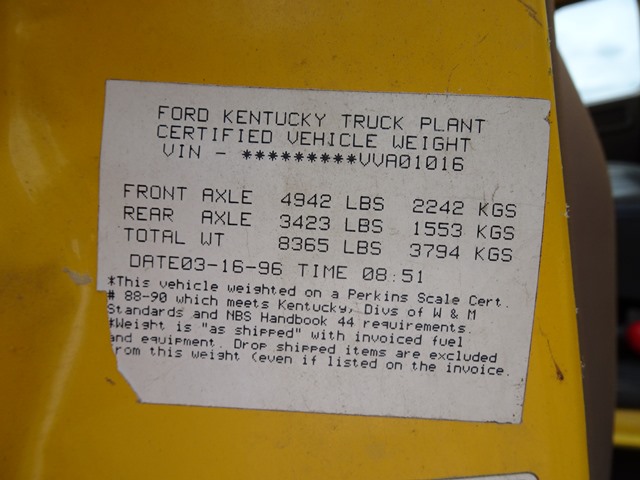 FORD KENTUCKY TRUCK PLANT
CERTIFIED VEHICLE WEIGHT
VIN - *********VVA01016
FRONT AXLE 4942 LBS 2242 KGS
REAR AXLE 3423 LBS 1553 KGS
TOTAL WT 8365 LBS 3794 KGS
DATE03-16-96 TIME 08:51
*This vehicle weighted on a Perkins Scale Cert.
# 88-90 which meets Kentucky, Divs of W & M
Standards and NBS Handbook 44 requirements.
*Weight is "as shipped" with invoiced fuel
and equipment. Drop shipped items are excluded
from this weight (even if listed on the invoice.